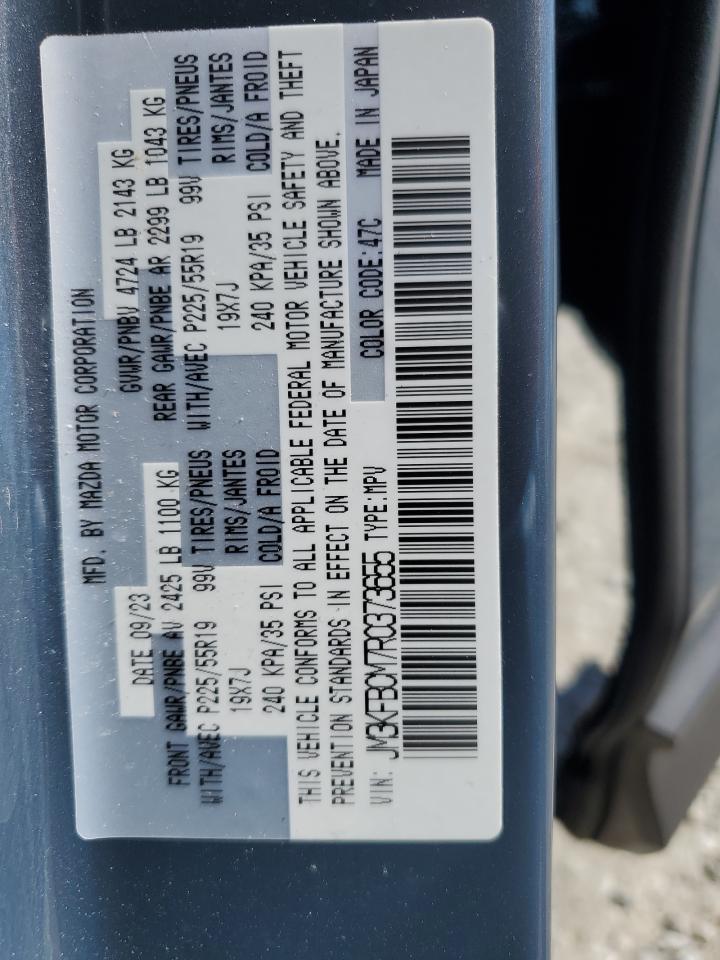 MFD. BY MAZDA MOTOR CORPORATION
DATE 09/23 GVWR/PNBV 4724 LB 2143 KG
FRONT GAWR/PNBE AV 2425 LB 1100 KG REAR GAWR/PNBE AR 2299 LB 1043 KG
WITH/AVEC P225/55R19 99V TIRES/PNEUS WITH/AVEC P225/55R19 99V TIRES/PNEUS
19X7J RIMS/JANTES 19X7J RIMS/JANTES
240 KPA/35 PSI COLD/A FROID 240 KPA/35 PSI COLD/A FROID
THIS VEHICLE CONFORMS TO ALL APPLICABLE FEDERAL MOTOR VEHICLE SAFETY AND THEFT
PREVENTION STANDARDS IN EFFECT ON THE DATE OF MANUFACTURE SHOWN ABOVE.
VIN: JM3KFBCM7R0373655 TYPE:MPV COLOR CODE:47C MADE IN JAPAN